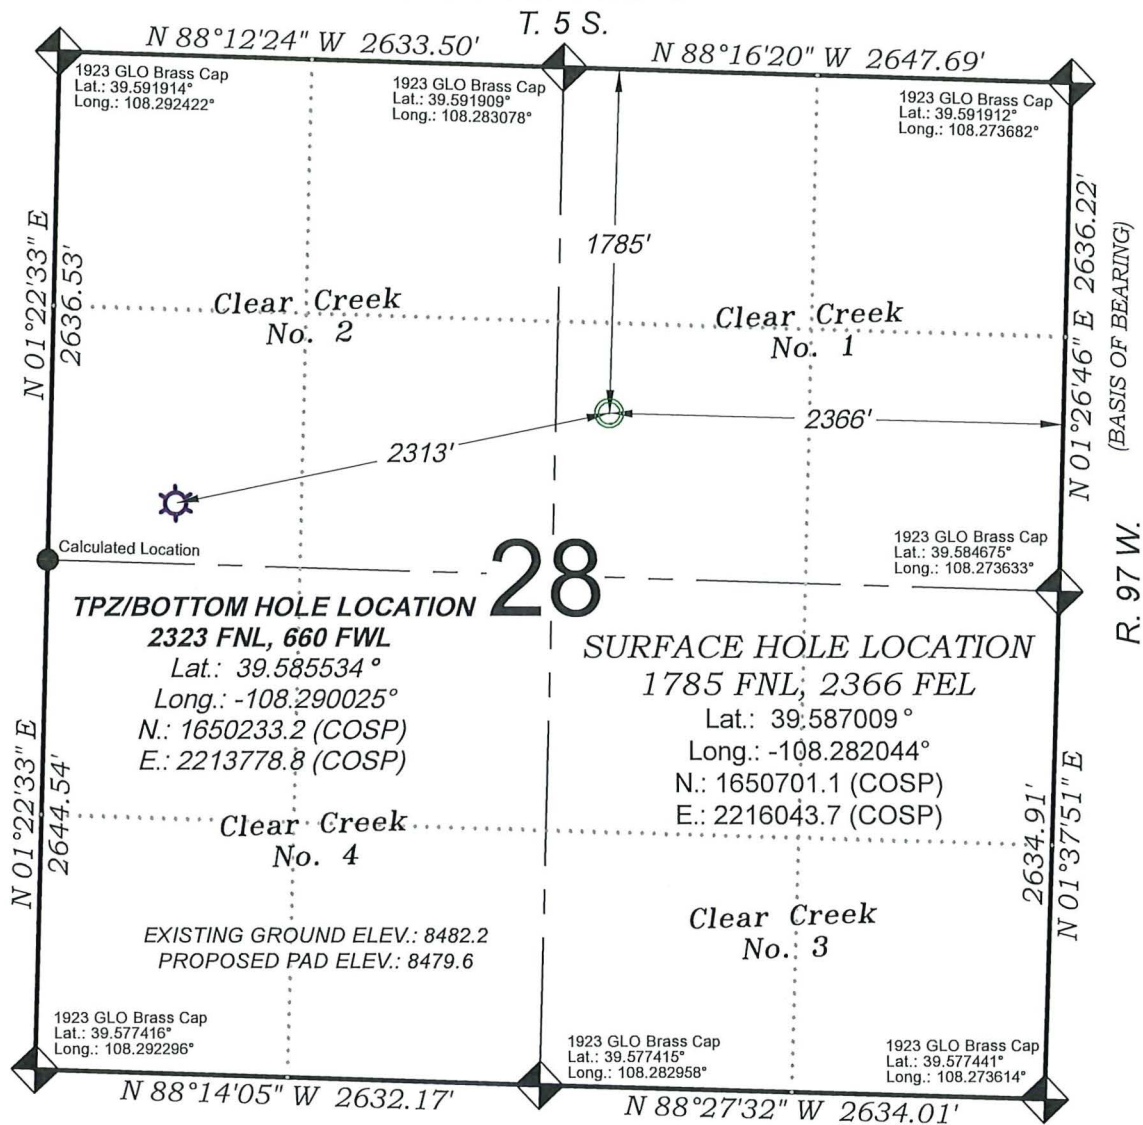 T. 5 S.
N 88°12'24" W 2633.50'
N 88°16'20" W 2647.69'
1923 GLO Brass Cap
Lat.: 39.591914°
Long.: 108.292422°
1923 GLO Brass Cap
Lat.: 39.591909°
Long.: 108.283078°
1923 GLO Brass Cap
Lat.: 39.591912°
Long.: 108.273682°
N 01°22'33" E
2636.53'
1785'
N 01°26'46" E 2636.22'
(BASIS OF BEARING)
Clear Creek
No. 2
Clear Creek
No. 1
2366'
2313'
R. 97 W.
Calculated Location
1923 GLO Brass Cap
Lat.: 39.584675°
Long.: 108.273633°
28
TPZ/BOTTOM HOLE LOCATION
2323 FNL, 660 FWL
Lat.: 39.585534°
Long.: -108.290025°
N.: 1650233.2 (COSP)
E.: 2213778.8 (COSP)
SURFACE HOLE LOCATION
1785 FNL, 2366 FEL
Lat.: 39.587009°
Long.: -108.282044°
N.: 1650701.1 (COSP)
E.: 2216043.7 (COSP)
N 01°22'33" E
2644.54'
2634.91'
N 01°37'51" E
Clear Creek
No. 4
Clear Creek
No. 3
EXISTING GROUND ELEV.: 8482.2
PROPOSED PAD ELEV.: 8479.6
1923 GLO Brass Cap
Lat.: 39.577416°
Long.: 108.292296°
1923 GLO Brass Cap
Lat.: 39.577415°
Long.: 108.282958°
1923 GLO Brass Cap
Lat.: 39.577441°
Long.: 108.273614°
N 88°14'05" W 2632.17'
N 88°27'32" W 2634.01'